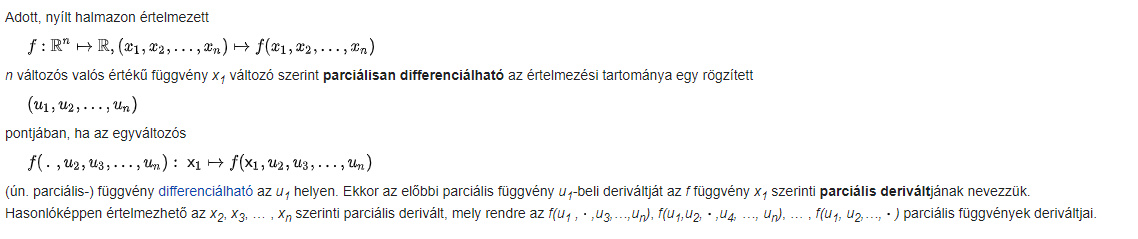 Adott, nyílt halmazon értelmezett
f : ℝⁿ ↦ ℝ, (x₁, x₂, …, xₙ) ↦ f(x₁, x₂, …, xₙ)
n változós valós értékű függvény x₁ változó szerint parciálisan differenciálható az értelmezési tartománya egy rögzített
(u₁, u₂, …, uₙ)
pontjában, ha az egyváltozós
f( . , u₂, u₃, …, uₙ) : x₁ ↦ f(x₁, u₂, u₃, …, uₙ)
(ún. parciális-) függvény differenciálható az u₁ helyen. Ekkor az előbbi parciális függvény u₁-beli deriváltját az f függvény x₁ szerinti parciális deriváltjának nevezzük.
Hasonlóképpen értelmezhető az x₂, x₃, … , xₙ szerinti parciális derivált, mely rendre az f(u₁ , · ,u₃,…,uₙ), f(u₁,u₂, · ,u₄, …, uₙ), … , f(u₁, u₂,…, · ) parciális függvények deriváltjai.